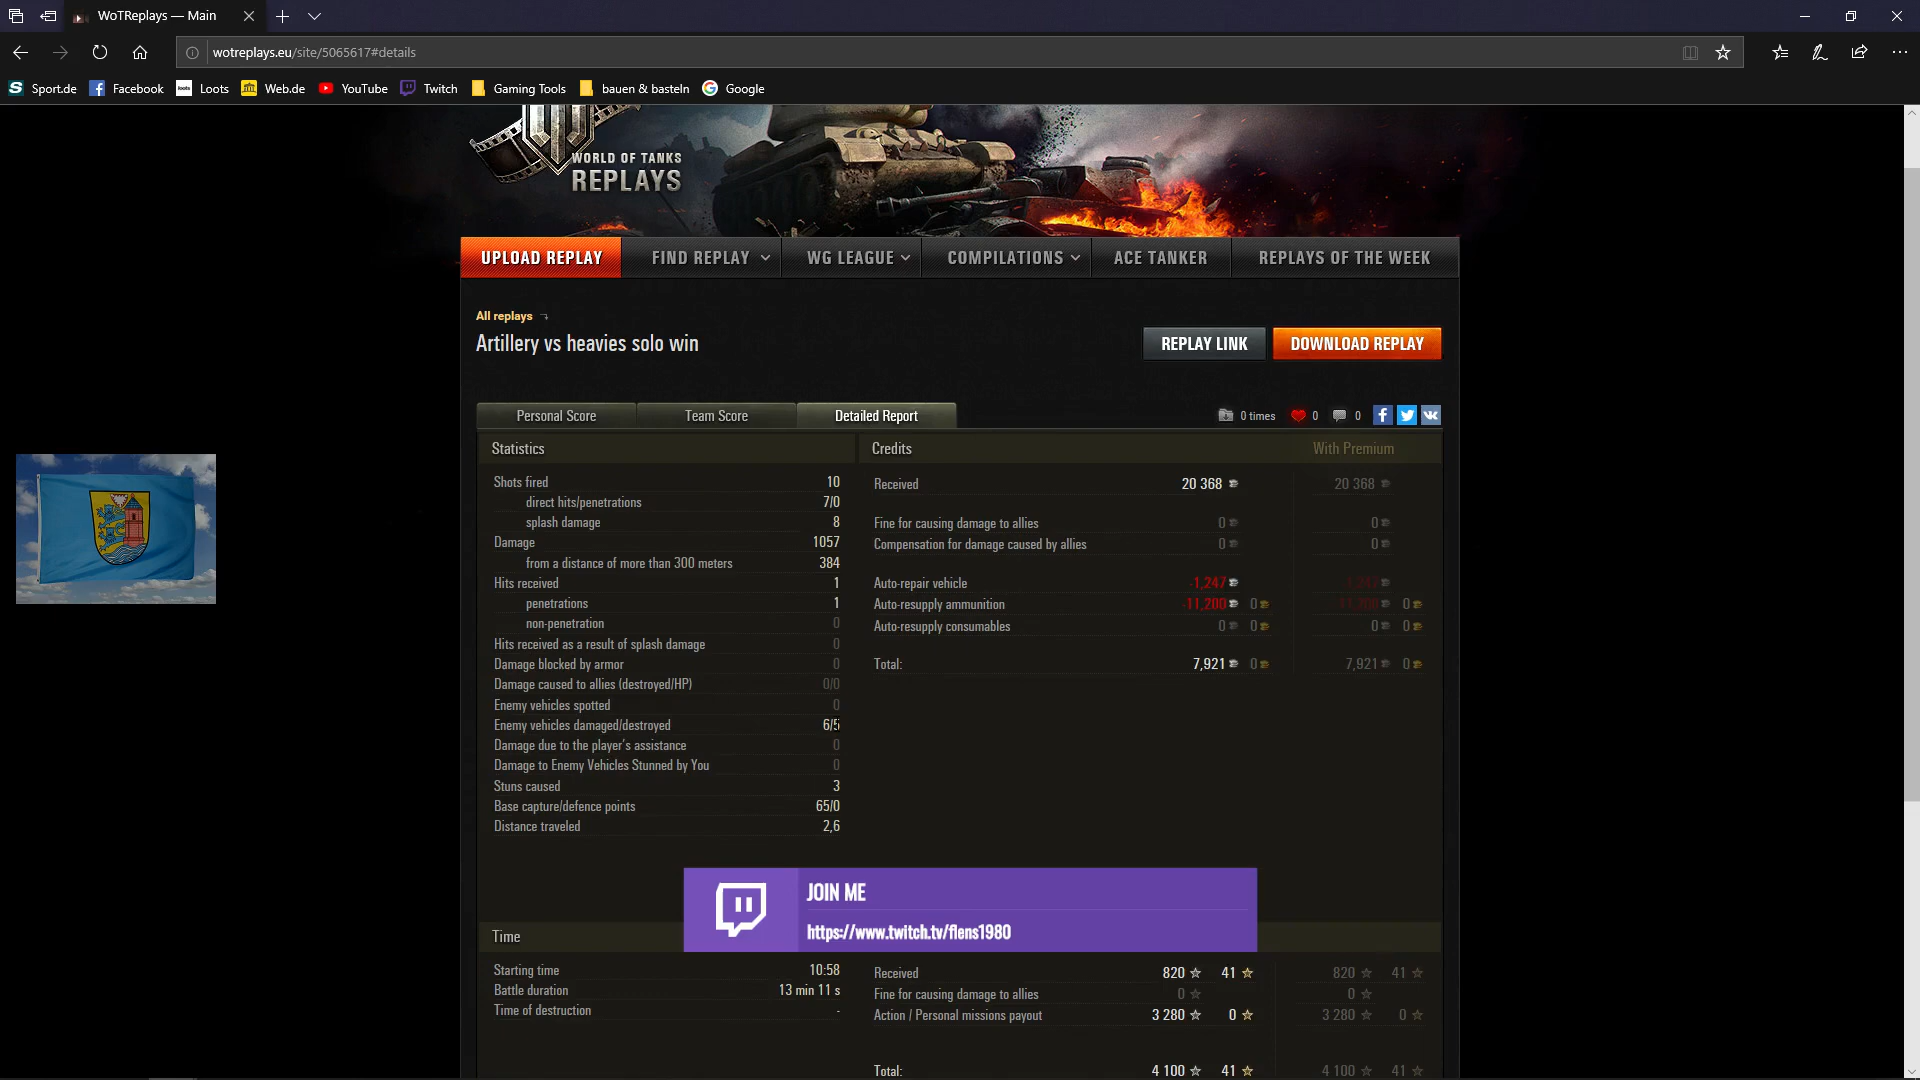 WoTReplays — Main
wotreplays.eu/site/5065617#details
Sport.de Facebook Loots Web.de YouTube Twitch Gaming Tools bauen & basteln Google
WORLD OF TANKS
REPLAYS
UPLOAD REPLAY FIND REPLAY WG LEAGUE COMPILATIONS ACE TANKER REPLAYS OF THE WEEK
All replays
Artillery vs heavies solo win
REPLAY LINK DOWNLOAD REPLAY
Personal Score Team Score Detailed Report 0 times 0 0
Statistics Credits With Premium
Shots fired 10
direct hits/penetrations 7/0
splash damage 8
Damage 1057
from a distance of more than 300 meters 384
Hits received 1
penetrations 1
non-penetration 0
Hits received as a result of splash damage 0
Damage blocked by armor 0
Damage caused to allies (destroyed/HP) 0/0
Enemy vehicles spotted 0
Enemy vehicles damaged/destroyed 6/5
Damage due to the player's assistance 0
Damage to Enemy Vehicles Stunned by You 0
Stuns caused 3
Base capture/defence points 65/0
Distance traveled 2,6
Received 20 368 20 368
Fine for causing damage to allies 0 0
Compensation for damage caused by allies 0 0
Auto-repair vehicle -1,247 -1,247
Auto-resupply ammunition -11,200 0 -11,200 0
Auto-resupply consumables 0 0 0 0
Total: 7,921 0 7,921 0
JOIN ME
https://www.twitch.tv/flens1980
Time
Starting time 10:58
Battle duration 13 min 11 s
Time of destruction -
Received 820 41 820 41
Fine for causing damage to allies 0 0
Action / Personal missions payout 3 280 0 3 280 0
Total: 4 100 41 4 100 41